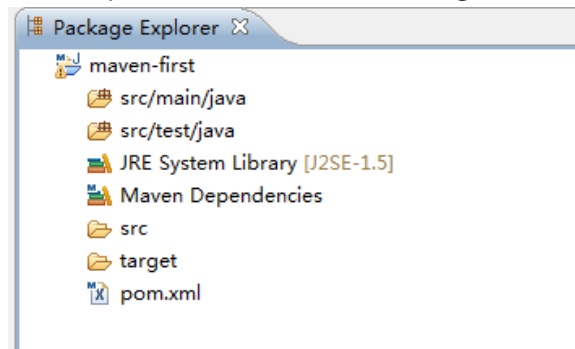 Package Explorer
maven-first
src/main/java
src/test/java
JRE System Library [J2SE-1.5]
Maven Dependencies
src
target
pom.xml